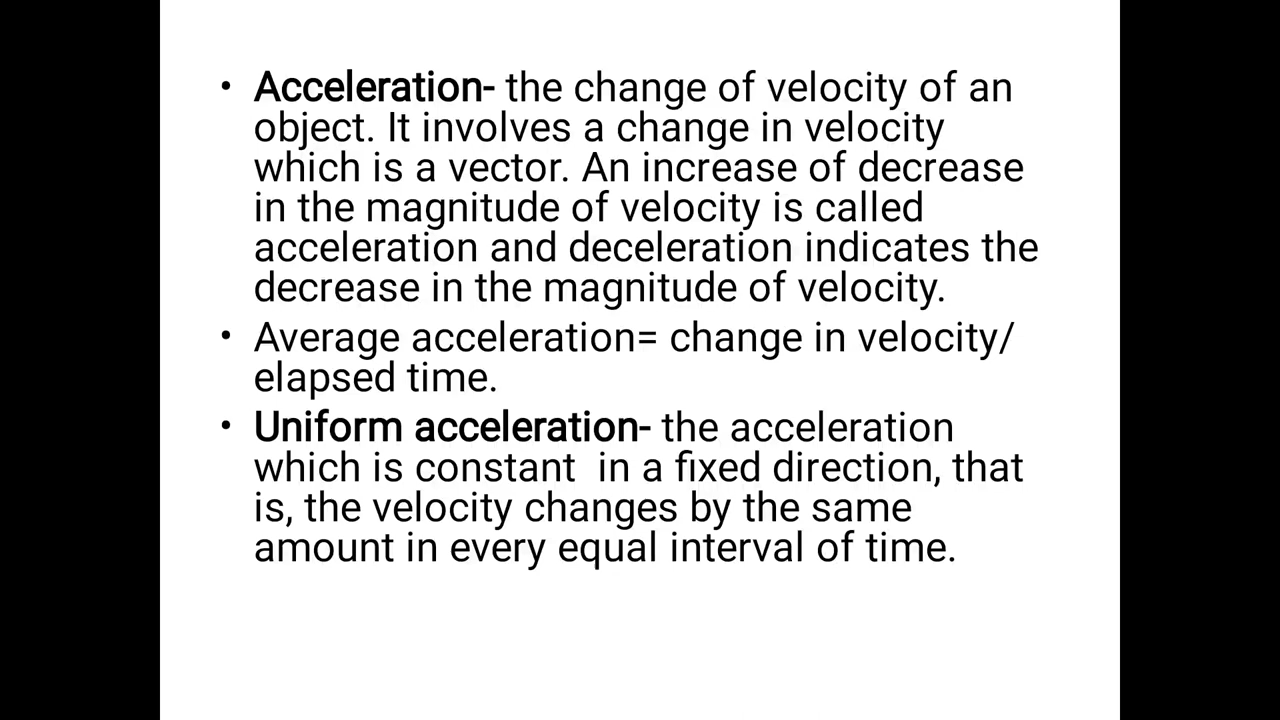 • Acceleration- the change of velocity of an
object. It involves a change in velocity
which is a vector. An increase of decrease
in the magnitude of velocity is called
acceleration and deceleration indicates the
decrease in the magnitude of velocity.
• Average acceleration= change in velocity/
elapsed time.
• Uniform acceleration- the acceleration
which is constant  in a fixed direction, that
is, the velocity changes by the same
amount in every equal interval of time.